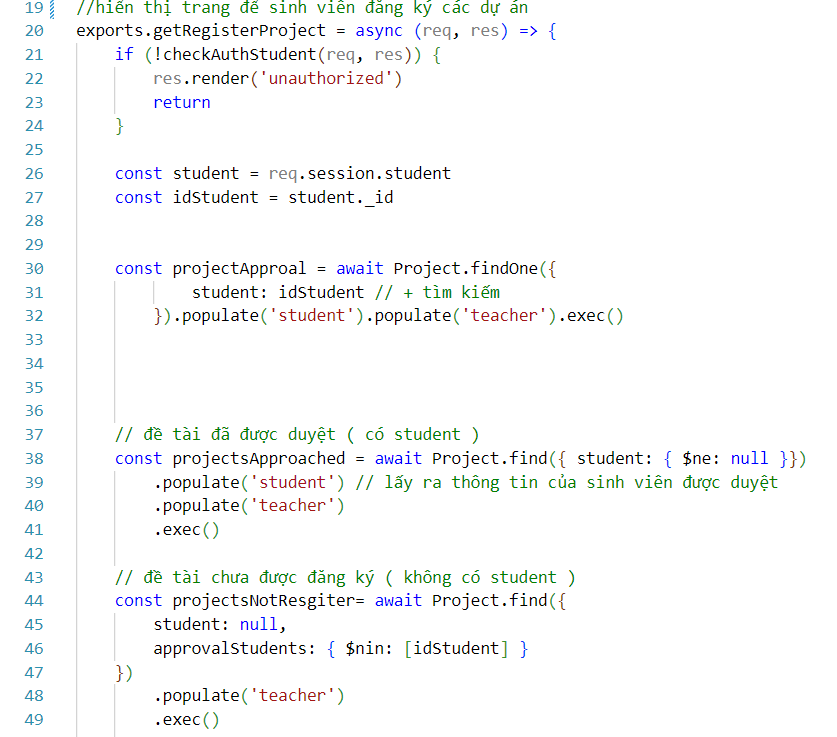 19 //hiển thị trang để sinh viên đăng ký các dự án
20 exports.getRegisterProject = async (req, res) => {
21 if (!checkAuthStudent(req, res)) {
22 res.render('unauthorized')
23 return
24 }
25
26 const student = req.session.student
27 const idStudent = student._id
28
29
30 const projectApproal = await Project.findOne({
31 student: idStudent // + tìm kiếm
32 }).populate('student').populate('teacher').exec()
33
34
35
36
37 // đề tài đã được duyệt ( có student )
38 const projectsApproached = await Project.find({ student: { $ne: null }})
39 .populate('student') // lấy ra thông tin của sinh viên được duyệt
40 .populate('teacher')
41 .exec()
42
43 // đề tài chưa được đăng ký ( không có student )
44 const projectsNotResgiter= await Project.find({
45 student: null,
46 approvalStudents: { $nin: [idStudent] }
47 })
48 .populate('teacher')
49 .exec()